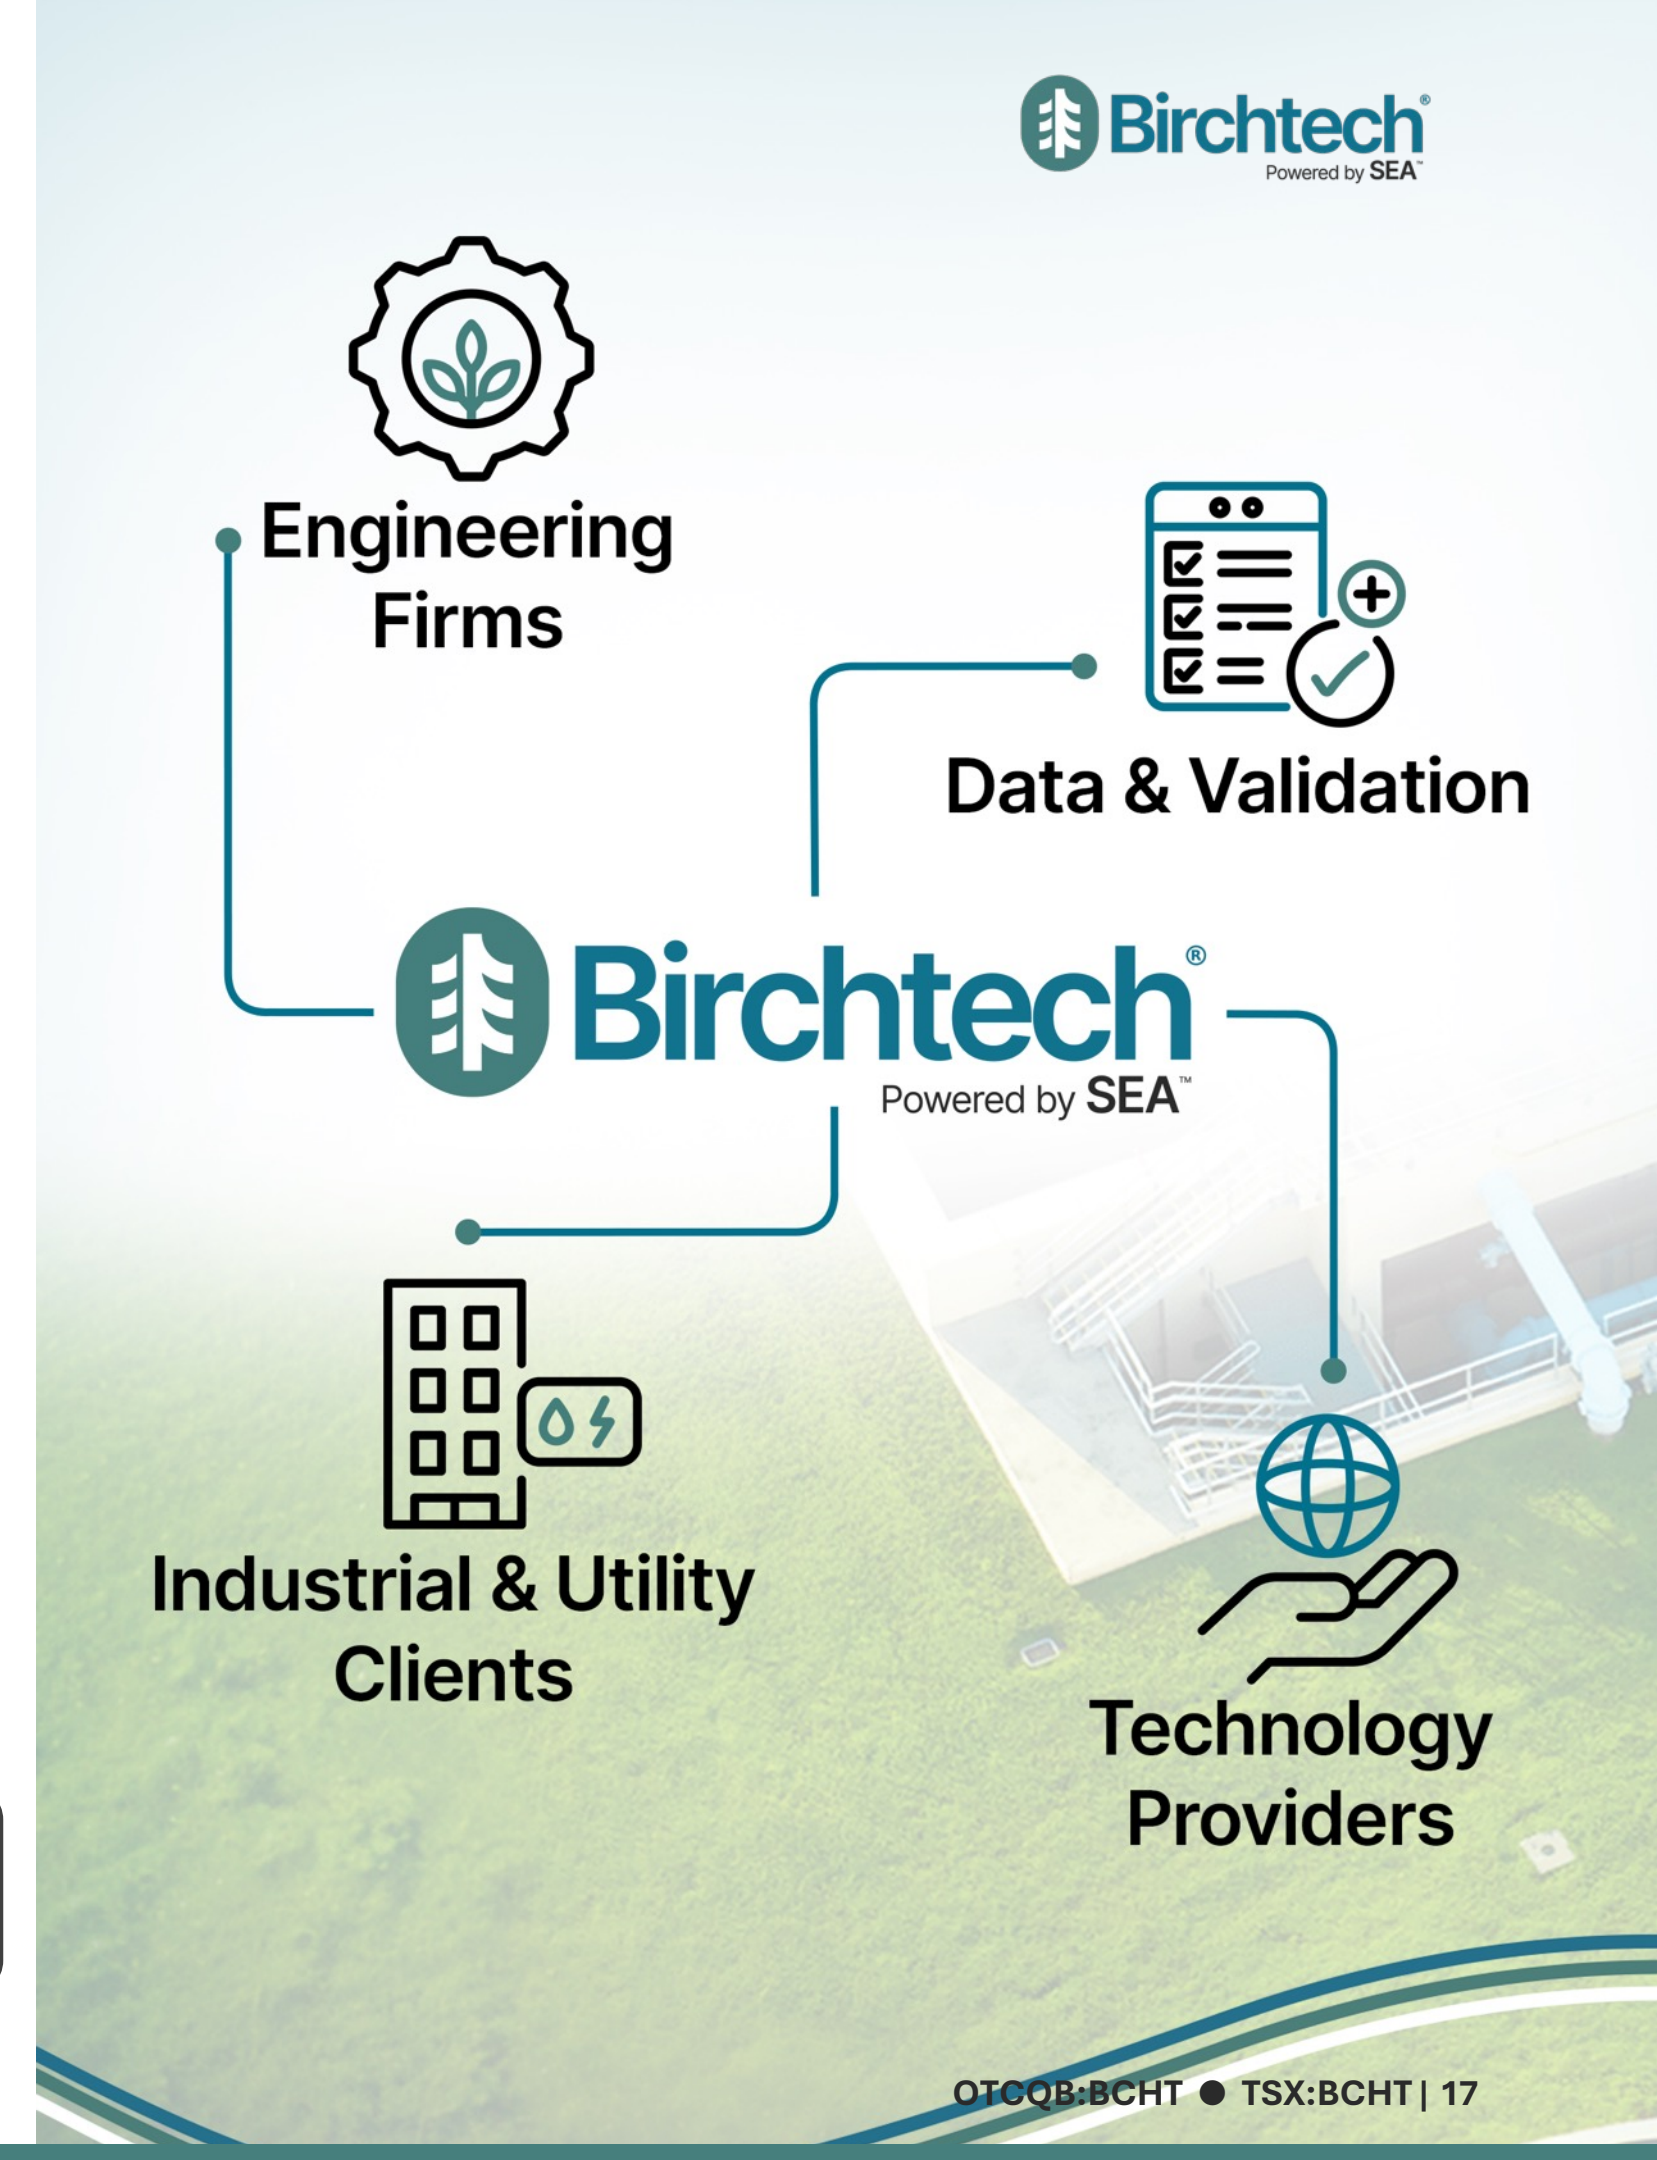 Birchtech®
Powered by SEA™
Engineering
Firms
Data & Validation
Birchtech®
Powered by SEA™
Industrial & Utility
Clients
Technology
Providers
OTCQB:BCHT ● TSX:BCHT| 17